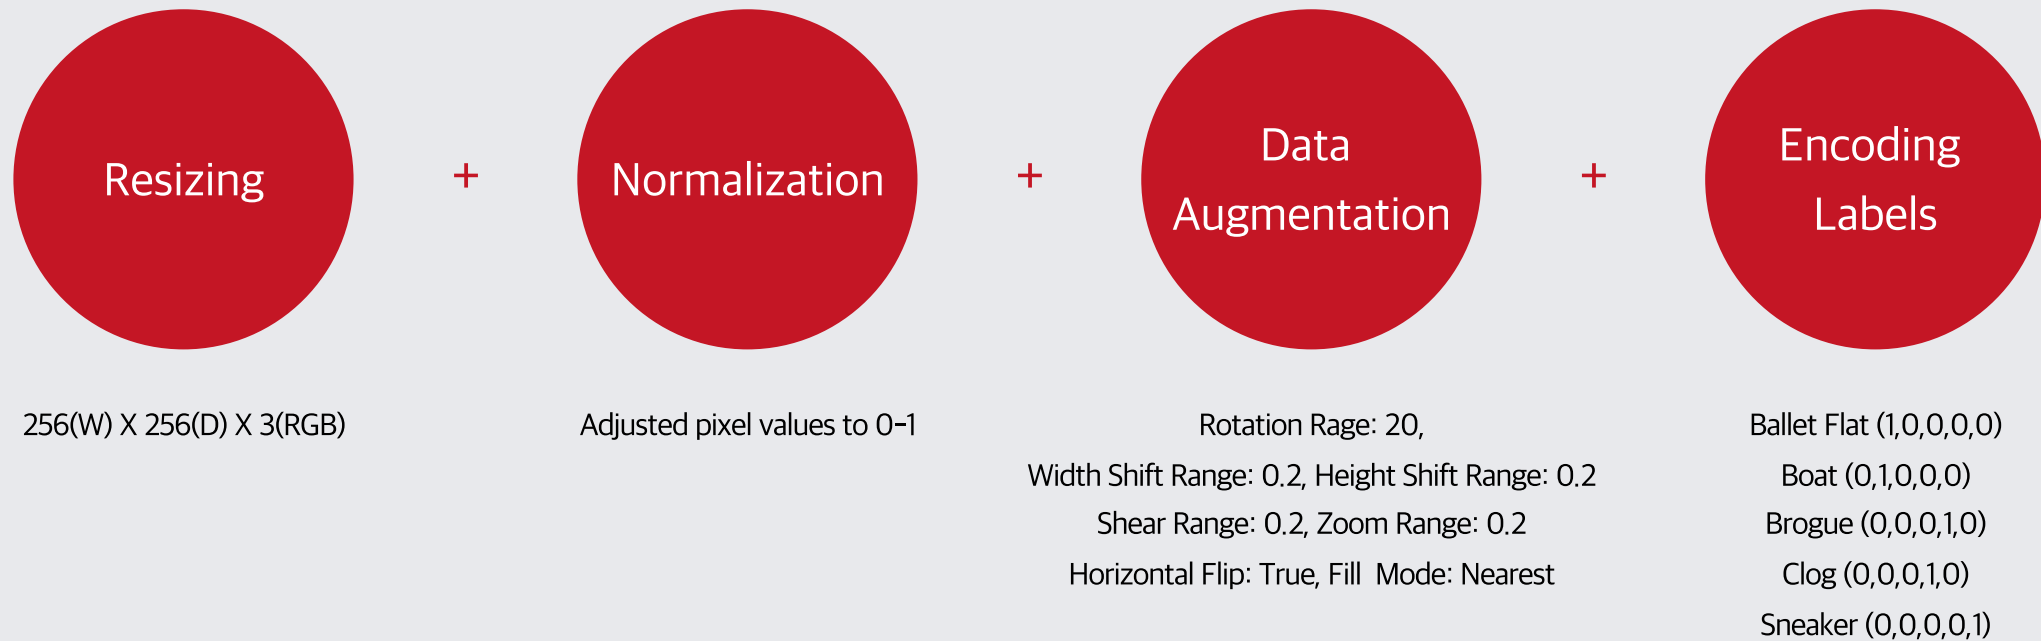 Resizing
+
Normalization
+
Data
Augmentation
+
Encoding
Labels
256(W) X 256(D) X 3(RGB)
Adjusted pixel values to 0-1
Rotation Rage: 20,
Width Shift Range: 0.2, Height Shift Range: 0.2
Shear Range: 0.2, Zoom Range: 0.2
Horizontal Flip: True, Fill Mode: Nearest
Ballet Flat (1,0,0,0,0)
Boat (0,1,0,0,0)
Brogue (0,0,0,1,0)
Clog (0,0,0,1,0)
Sneaker (0,0,0,0,1)